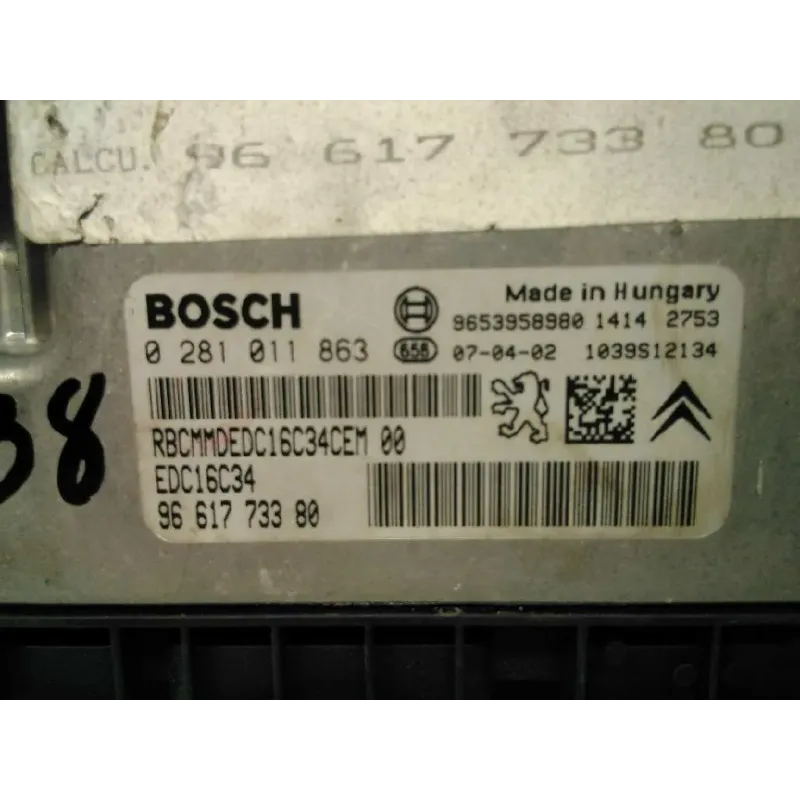 CALCU. 96 617 733 80
BOSCH
Made in Hungary
9653958980 1414 2753
0 281 011 863
656 07-04-02 1039S12134
RBCMMDEDC16C34CEM 00
EDC16C34
96 617 733 80
38